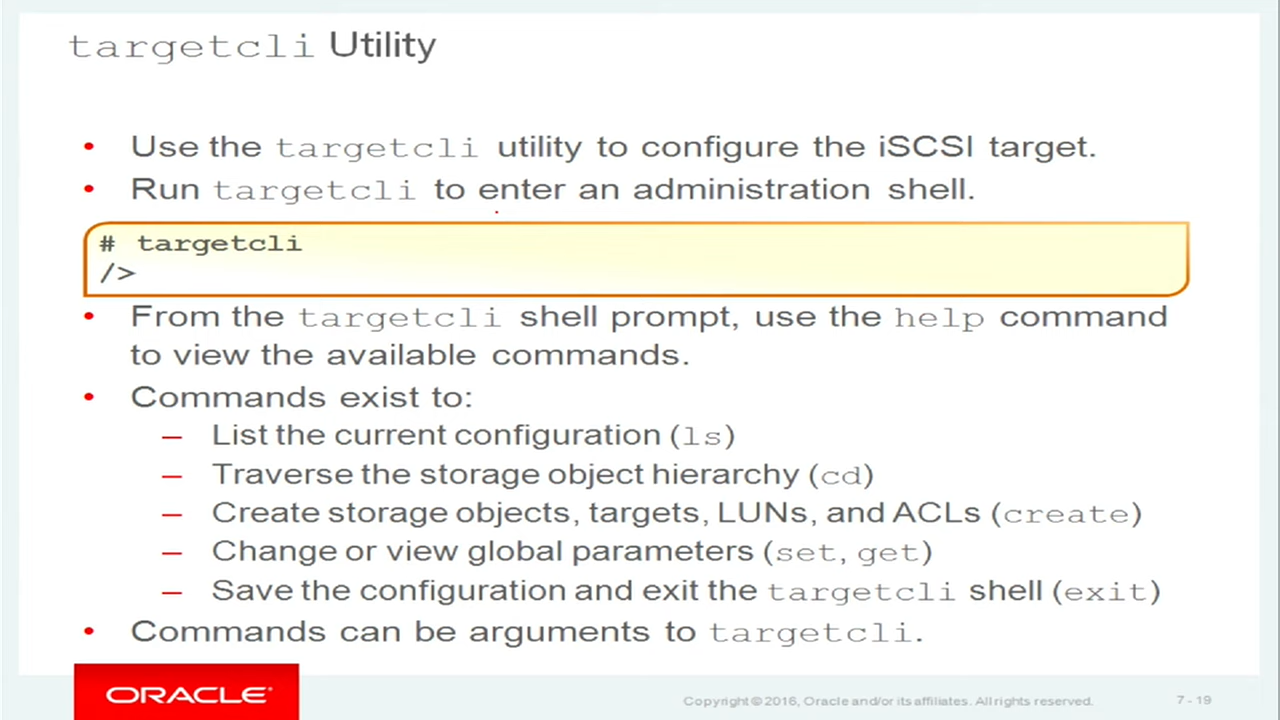 targetcli Utility
• Use the targetcli utility to configure the iSCSI target.
• Run targetcli to enter an administration shell.
# targetcli
/>
• From the targetcli shell prompt, use the help command
to view the available commands.
• Commands exist to:
– List the current configuration (ls)
– Traverse the storage object hierarchy (cd)
– Create storage objects, targets, LUNs, and ACLs (create)
– Change or view global parameters (set, get)
– Save the configuration and exit the targetcli shell (exit)
• Commands can be arguments to targetcli.
ORACLE®
Copyright © 2016, Oracle and/or its affiliates. All rights reserved.
7 - 19